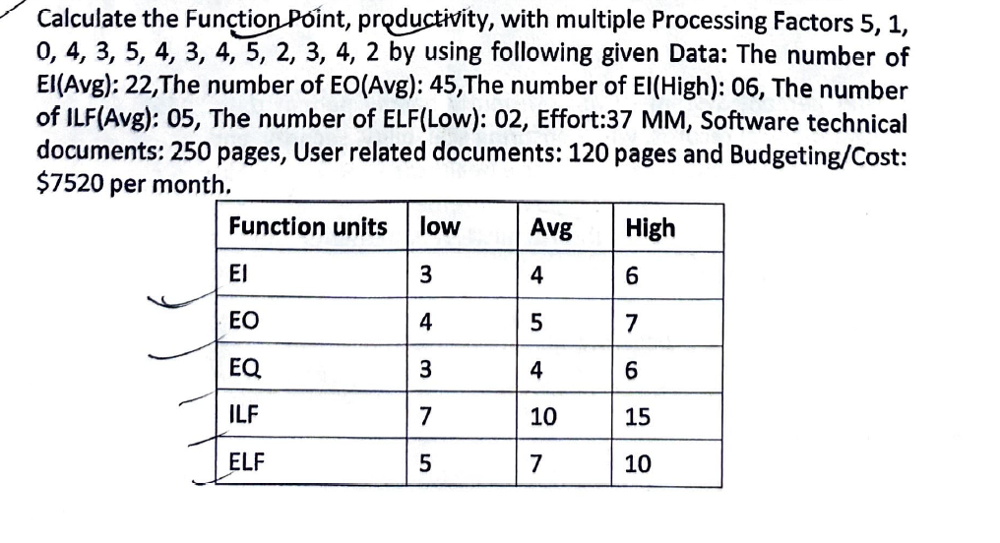 Calculate the Function Point, productivity, with multiple Processing Factors 5, 1,
0, 4, 3, 5, 4, 3, 4, 5, 2, 3, 4, 2 by using following given Data: The number of
EI(Avg): 22,The number of EO(Avg): 45,The number of EI(High): 06, The number
of ILF(Avg): 05, The number of ELF(Low): 02, Effort:37 MM, Software technical
documents: 250 pages, User related documents: 120 pages and Budgeting/Cost:
$7520 per month.
Function units low Avg High
EI 3 4 6
EO 4 5 7
EQ 3 4 6
ILF 7 10 15
ELF 5 7 10